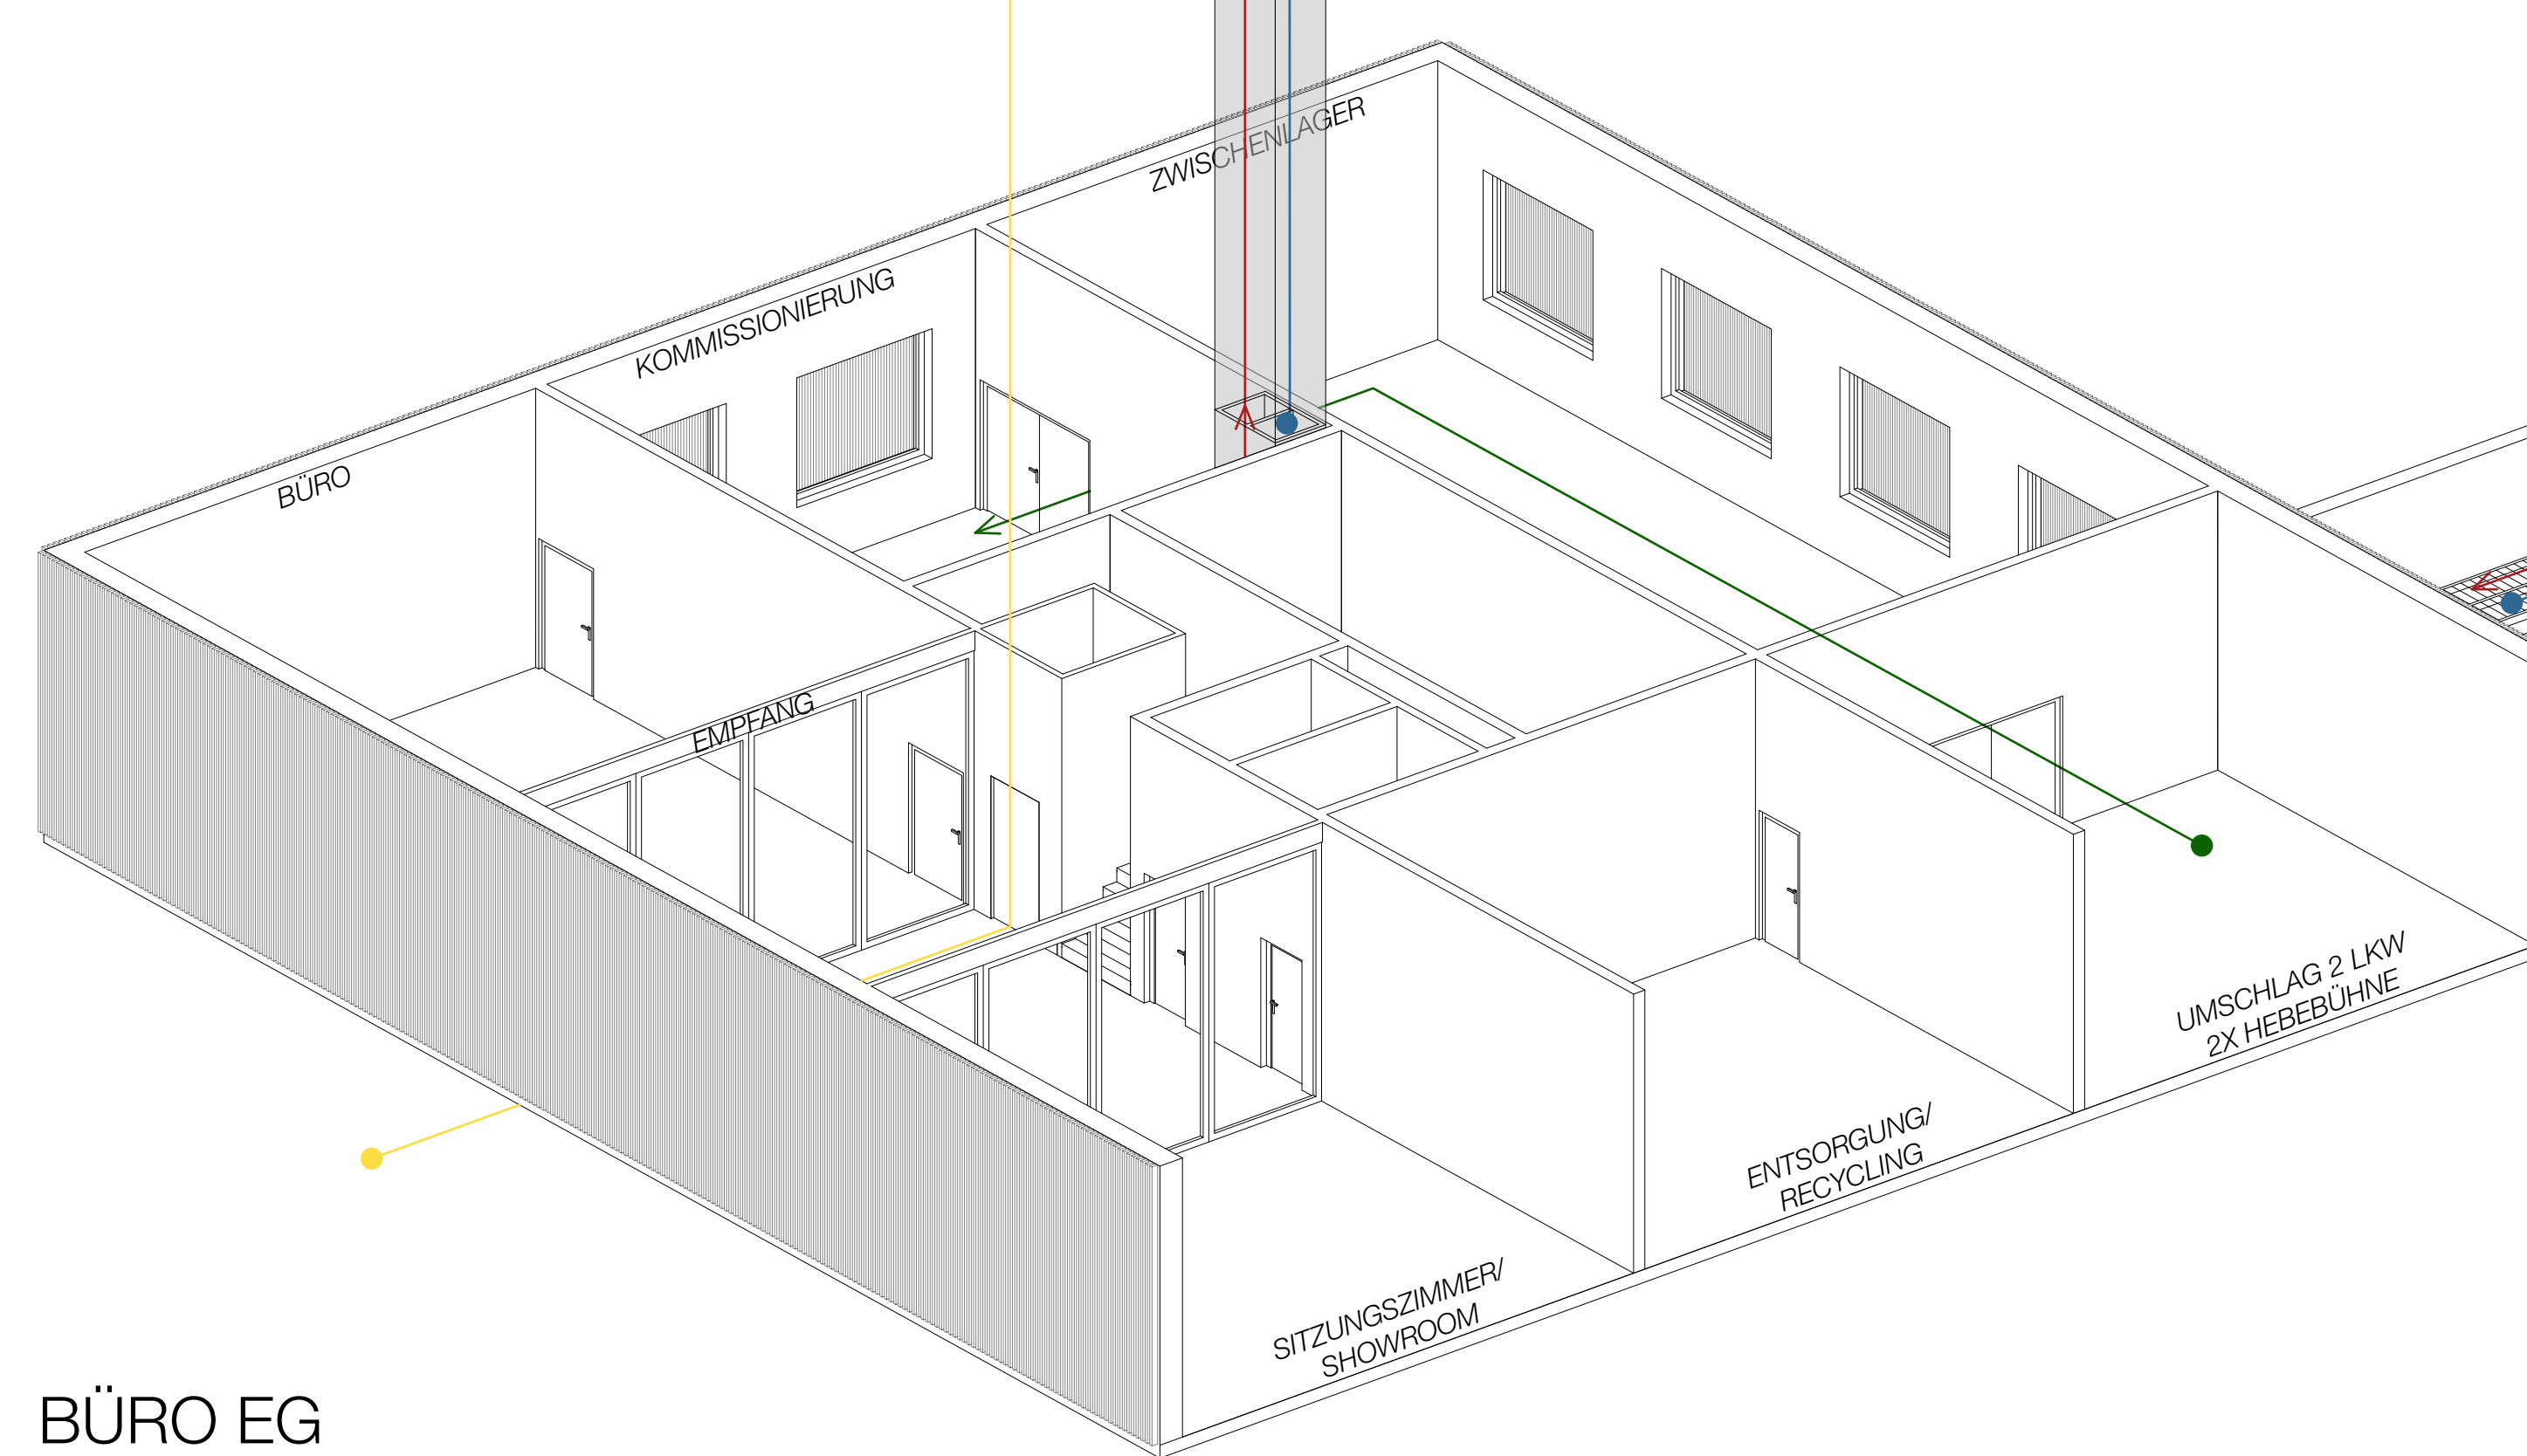 ZWISCHENLAGER
KOMMISSIONIERUNG
BÜRO
EMPFANG
UMSCHLAG 2 LKW
2X HEBEBÜHNE
ENTSORGUNG/
RECYCLING
SITZUNGSZIMMER/
SHOWROOM
BÜRO EG